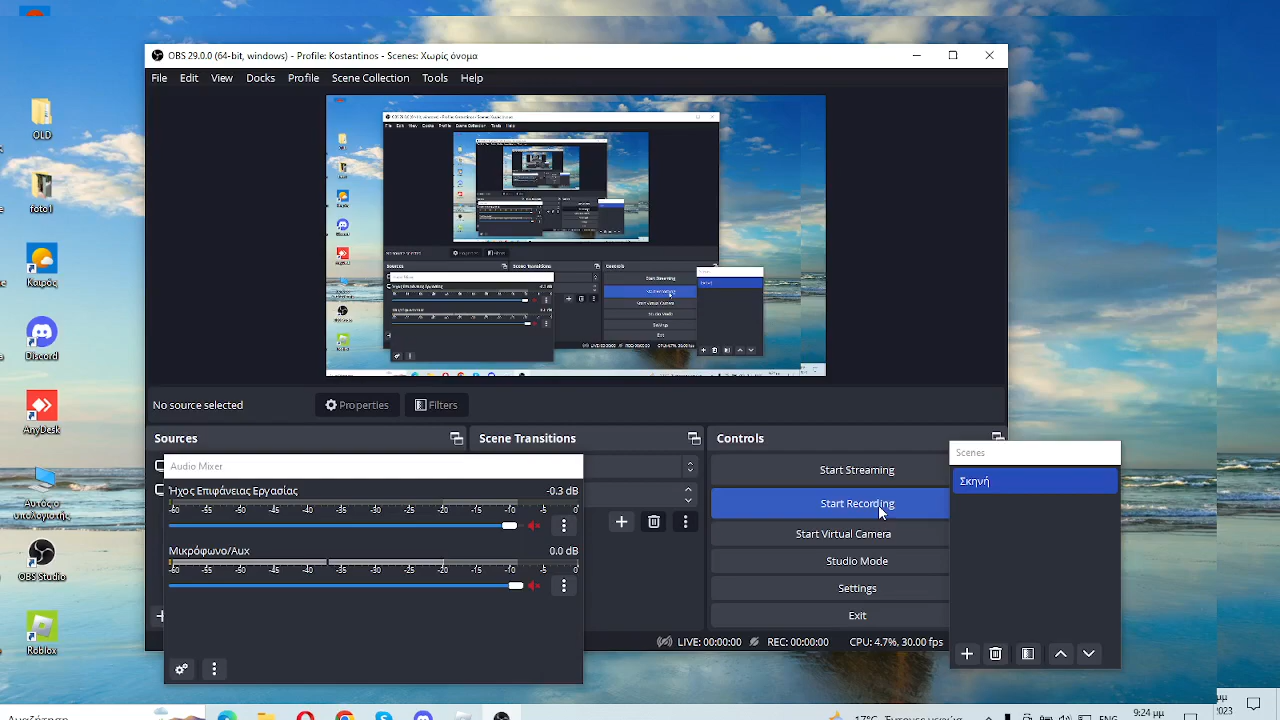 OBS 29.0.0 (64-bit, windows) - Profile: Kostantinos - Scenes: Χωρίς όνομα
File Edit View Docks Profile Scene Collection Tools Help
OLD
foto1
Καιρός
Discord
AnyDesk
Αυτός ο υπολογιστής
OBS Studio
Roblox
No source selected
Properties
Filters
Sources
Scene Transitions
Controls
Audio Mixer
Ήχος Επιφάνειας Εργασίας
-0.3 dB
-60 -55 -50 -45 -40 -35 -30 -25 -20 -15 -10 -5 0
Μικρόφωνο/Aux
0.0 dB
-60 -55 -50 -45 -40 -35 -30 -25 -20 -15 -10 -5 0
Start Streaming
Start Recording
Start Virtual Camera
Studio Mode
Settings
Exit
Scenes
Σκηνή
LIVE: 00:00:00
REC: 00:00:00
CPU: 4.7%, 30.00 fps
ENG
9:24 μμ